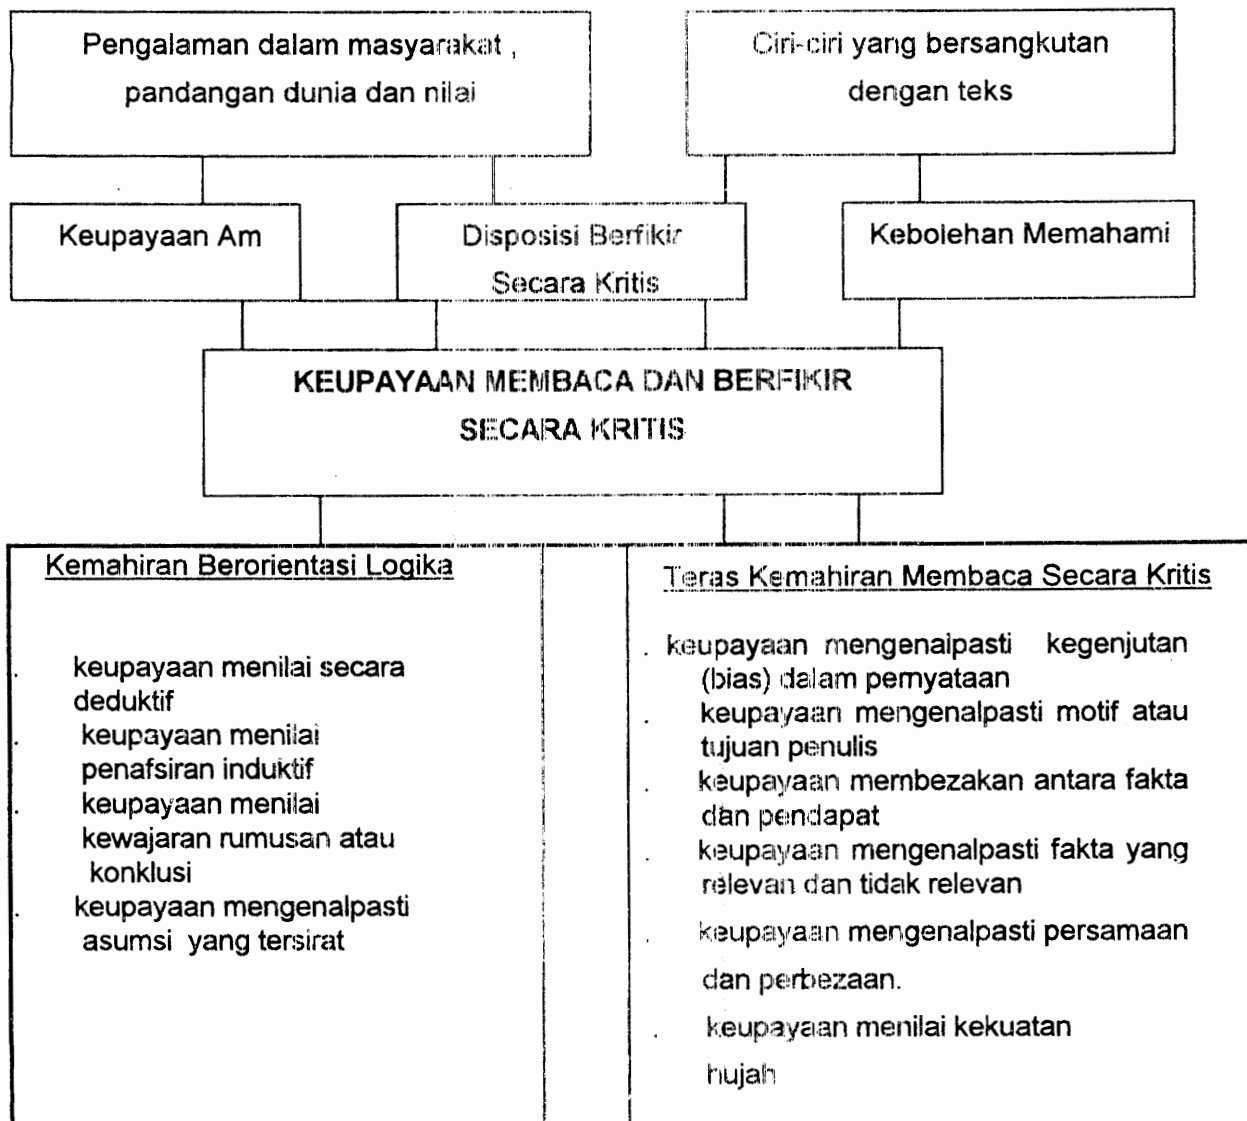 Pengalaman dalam masyarakat ,
pandangan dunia dan nilai
Ciri-ciri yang bersangkutan
dengan teks
Keupayaan Am
Disposisi Berfikir
Secara Kritis
Kebolehan Memahami
KEUPAYAAN MEMBACA DAN BERFIKIR
SECARA KRITIS
Kemahiran Berorientasi Logika
. keupayaan menilai secara
deduktif
. keupayaan menilai
penafsiran induktif
. keupayaan menilai
kewajaran rumusan atau
konklusi
. keupayaan mengenalpasti
asumsi yang tersirat
Teras Kemahiran Membaca Secara Kritis
. keupayaan mengenalpasti kegenjutan
(bias) dalam pernyataan
. keupayaan mengenalpasti motif atau
tujuan penulis
. keupayaan membezakan antara fakta
dan pendapat
. keupayaan mengenalpasti fakta yang
relevan dan tidak relevan
. keupayaan mengenalpasti persamaan
dan perbezaan.
. keupayaan menilai kekuatan
hujah